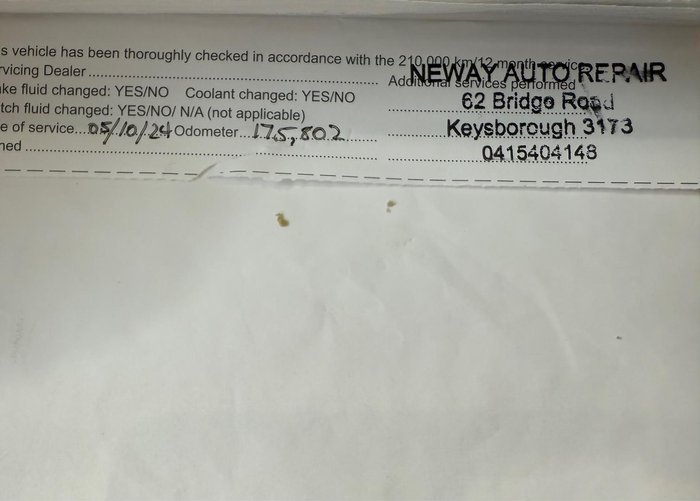 s vehicle has been thoroughly checked in accordance with the 210,000 km/12 month service
rvicing Dealer
NEWAY AUTO REPAIR
Additional services performed
ke fluid changed: YES/NO Coolant changed: YES/NO
62 Bridge Road
tch fluid changed: YES/NO/ N/A (not applicable)
Keysborough 3173
e of service...05/10/24 Odometer...175,802
0415404148
ned